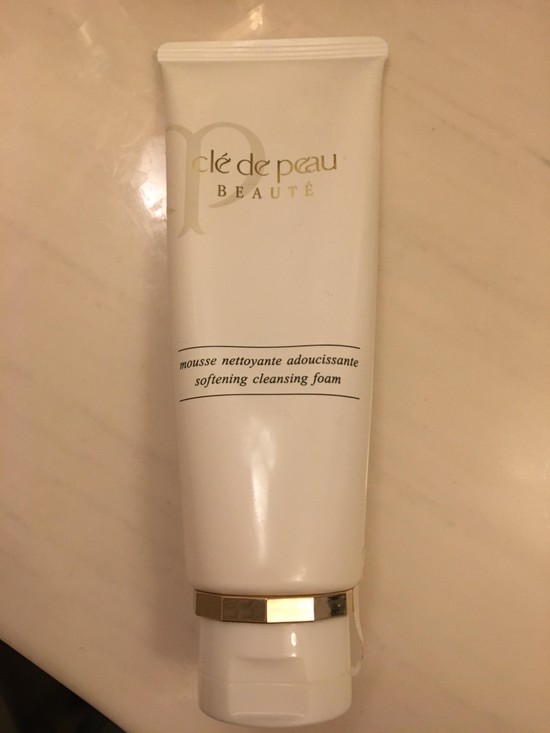 clé de peau
BEAUTÉ
mousse nettoyante adoucissante
softening cleansing foam